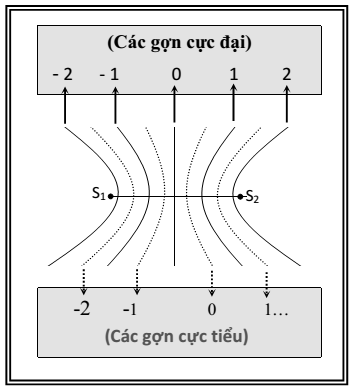 (Các gợn cực đại)
- 2 - 1 0 1 2
S1 S2
-2 -1 0 1…
(Các gợn cực tiểu)